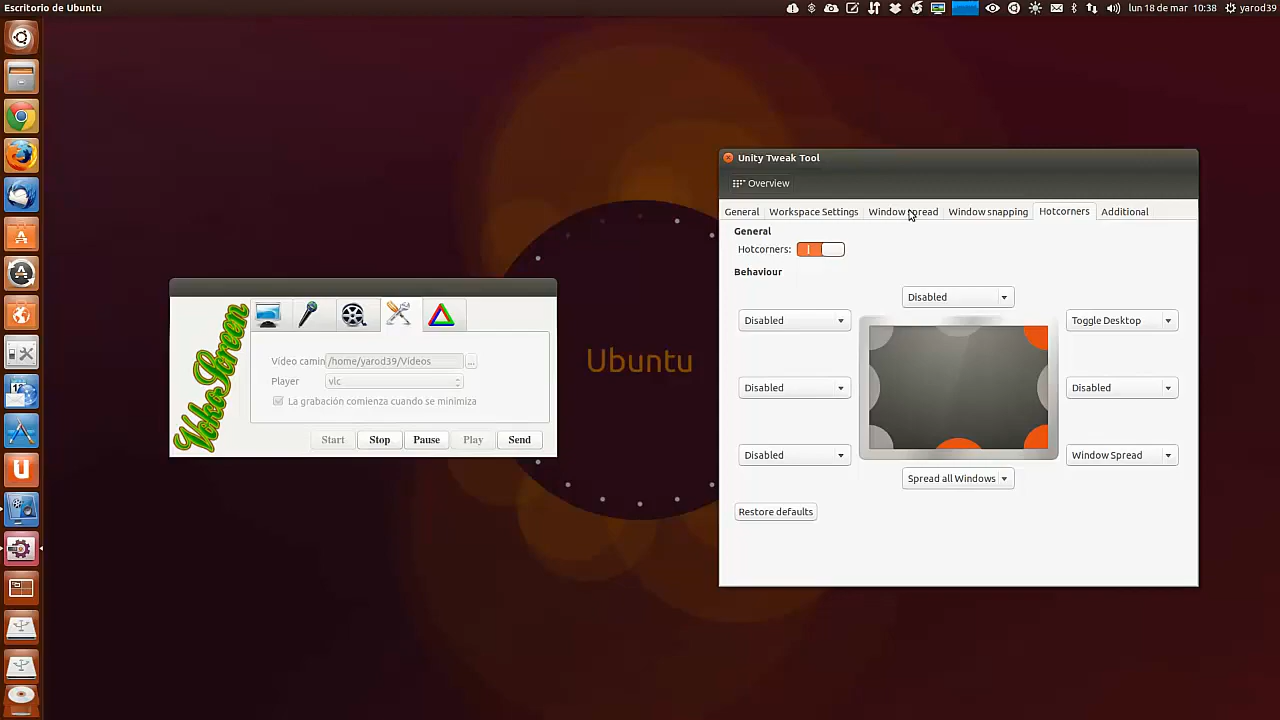 Escritorio de Ubuntu
lun 18 de mar 10:38 yarod39
Unity Tweak Tool
Overview
General Workspace Settings Window spread Window snapping Hotcorners Additional
General
Hotcorners:
Behaviour
Disabled
Disabled Toggle Desktop
Disabled Disabled
Disabled Window Spread
Spread all Windows
Restore defaults
VokoScreen
Vídeo camin /home/yarod39/Vídeos ...
Player vlc
La grabación comienza cuando se minimiza
Start Stop Pause Play Send
Ubuntu